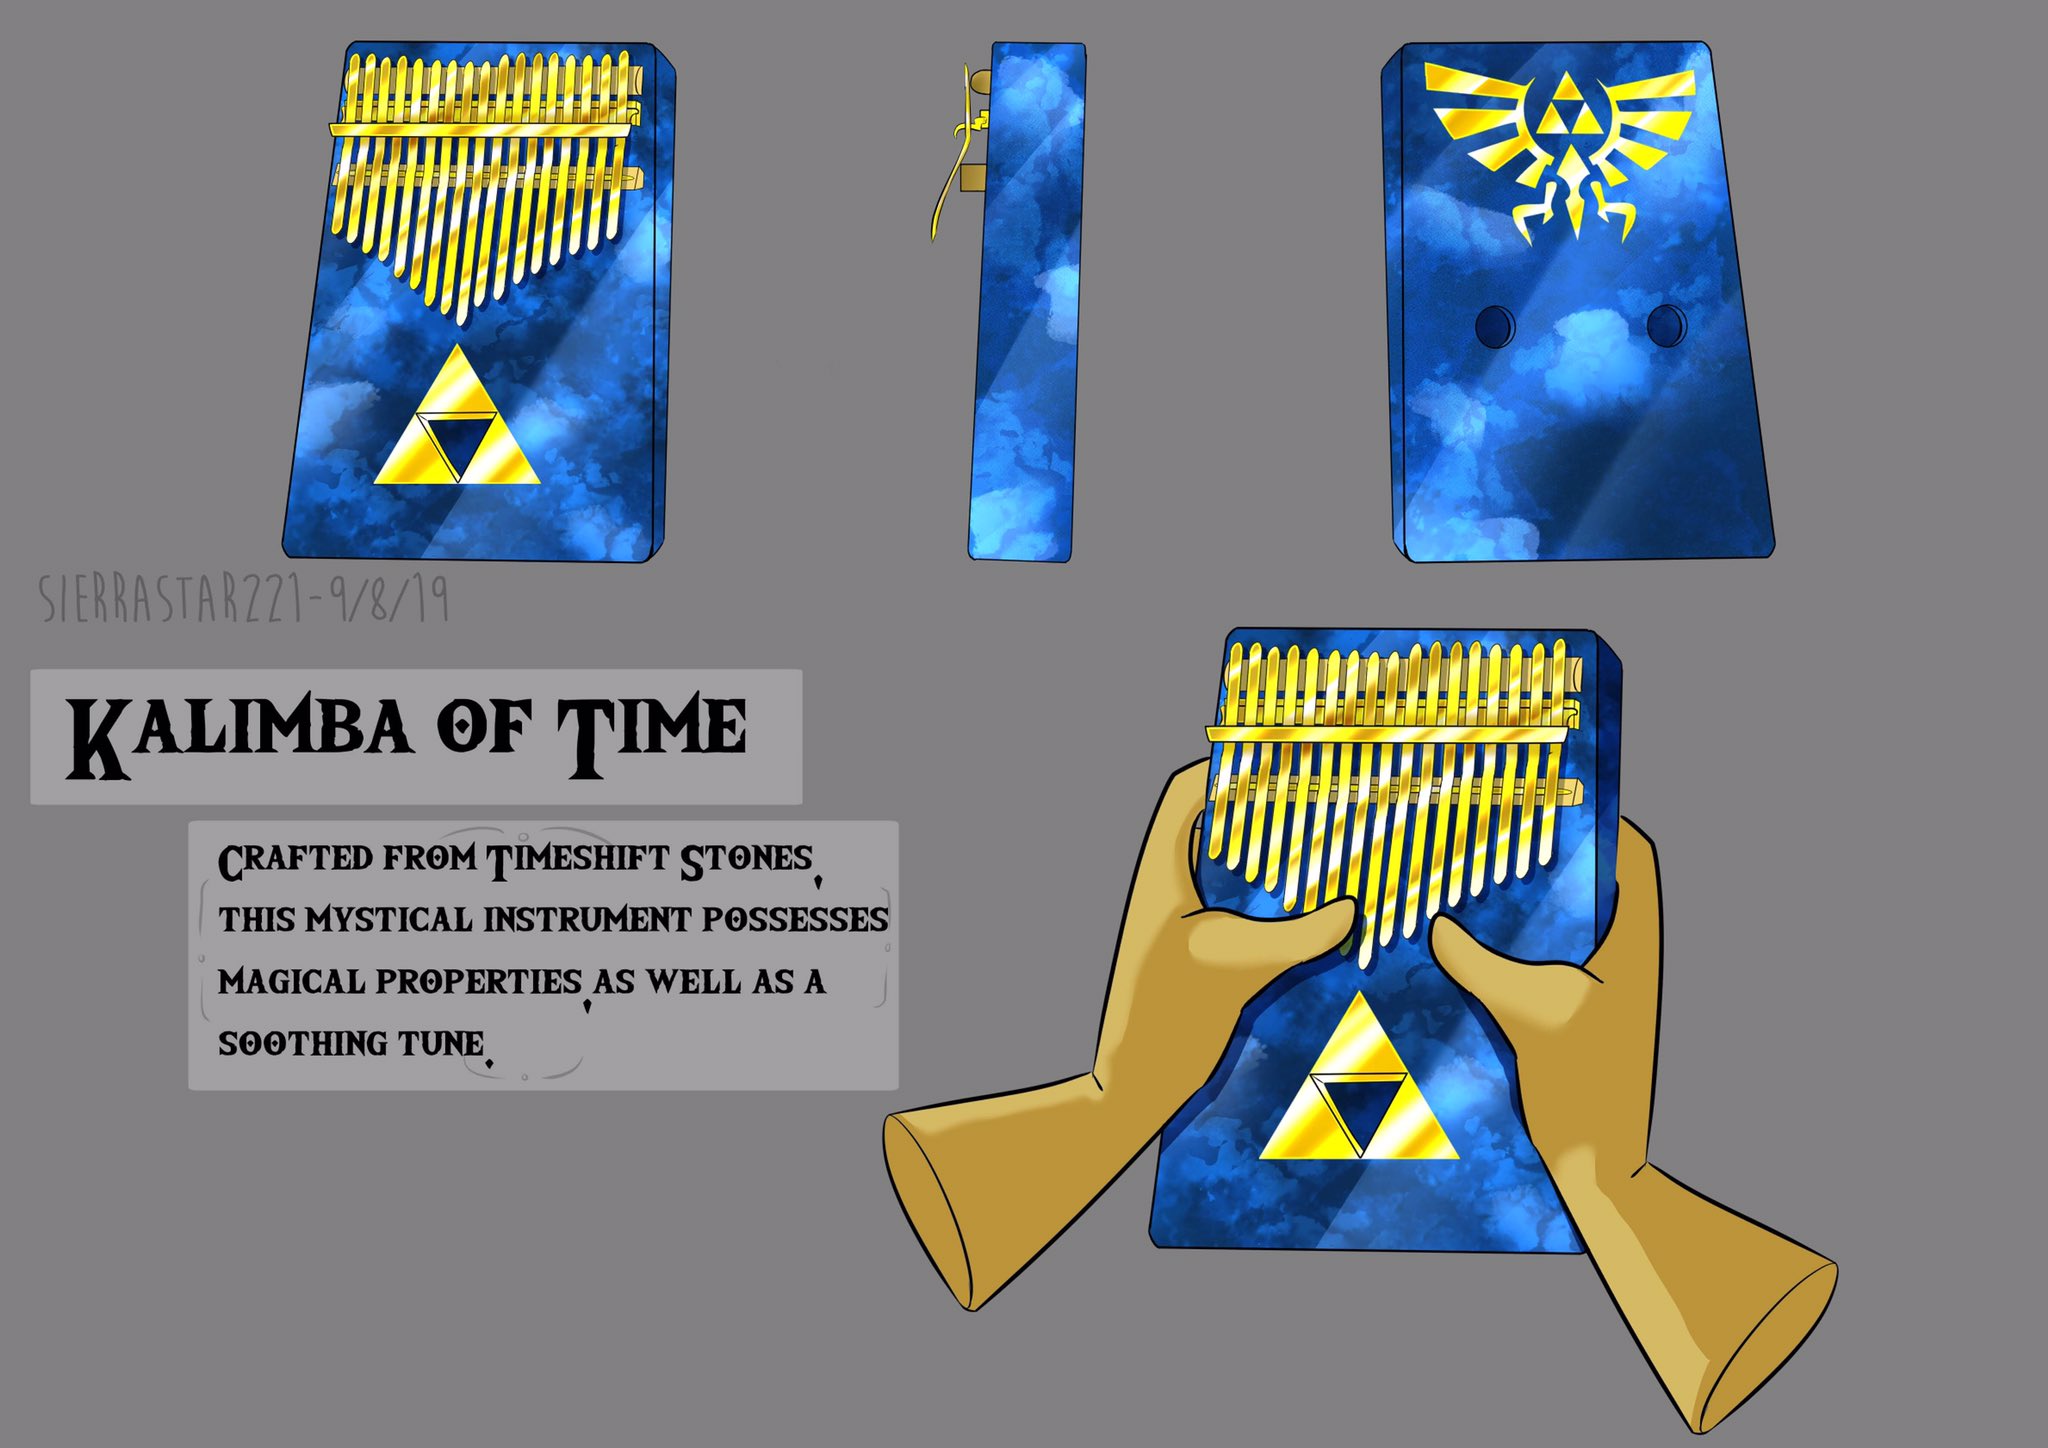 SIERRASTAR221-9/8/19
KALIMBA OF TIME
CRAFTED FROM TIMESHIFT STONES,
THIS MYSTICAL INSTRUMENT POSSESSES
MAGICAL PROPERTIES, AS WELL AS A
SOOTHING TUNE.